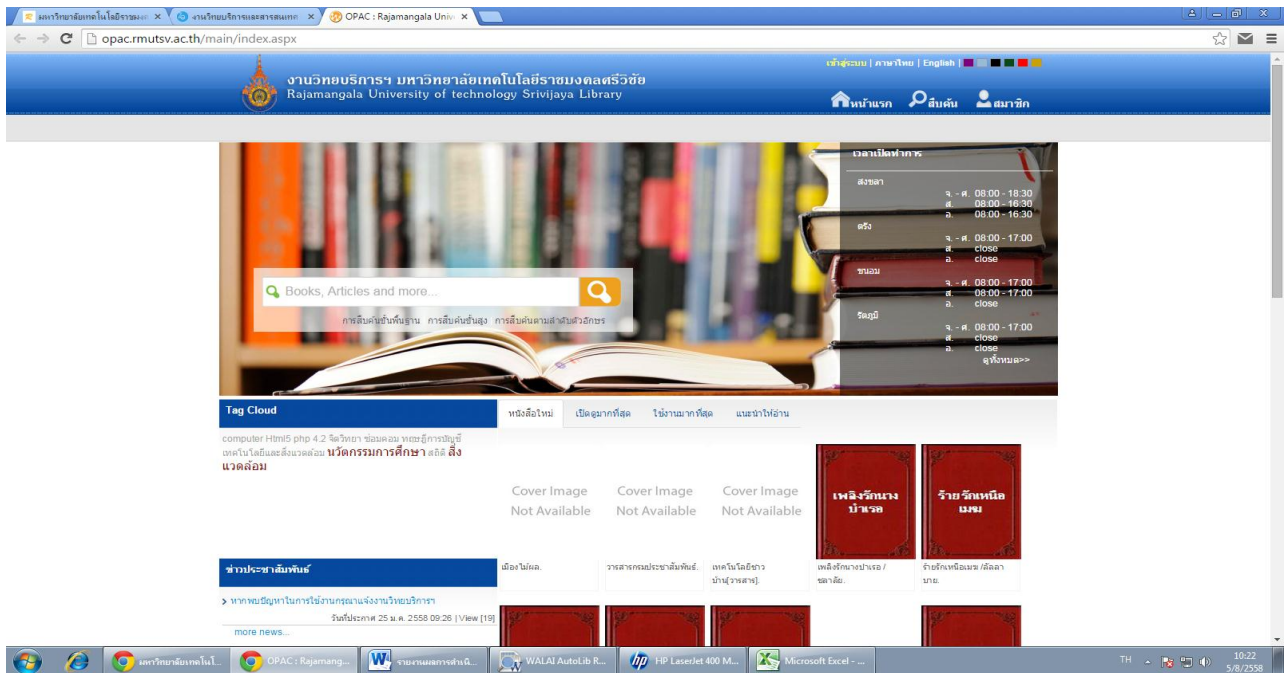 มหาวิทยาลัยเทคโนโลยีราชมงค
งานวิทยบริการและสารสนเทศ
OPAC : Rajamangala Univ
opac.rmutsv.ac.th/main/index.aspx
เข้าสู่ระบบ | ภาษาไทย | English |
งานวิทยบริการฯ มหาวิทยาลัยเทคโนโลยีราชมงคลศรีวิชัย
Rajamangala University of technology Srivijaya Library
หน้าแรก สืบค้น สมาชิก
เวลาเปิดทำการ
สงขลา
จ. - ศ. 08:00 - 18:30
ส. 08:00 - 16:30
อ. 08:00 - 16:30
ตรัง
จ. - ศ. 08:00 - 17:00
ส. close
อ. close
ขนอม
จ. - ศ. 08:00 - 17:00
ส. 08:00 - 17:00
อ. close
รัตภูมิ
จ. - ศ. 08:00 - 17:00
ส. close
อ. close
ดูทั้งหมด>>
Books, Articles and more...
การสืบค้นขั้นพื้นฐาน การสืบค้นขั้นสูง การสืบค้นตามลำดับตัวอักษร
Tag Cloud
computer Html5 php 4.2 จิตวิทยา ซ่อมคอม ทฤษฎีการบัญชี
เทคโนโลยีและสิ่งแวดล้อม นวัตกรรมการศึกษา สถิติ สิ่ง
แวดล้อม
หนังสือใหม่ เปิดดูมากที่สุด ใช้งานมากที่สุด แนะนำให้อ่าน
Cover Image
Not Available
Cover Image
Not Available
Cover Image
Not Available
เพลิงรักนาง
บำเรอ
ร้ายรักเหนือ
เมฆ
เมืองไม้ผล.
วารสารกรมประชาสัมพันธ์.
เทคโนโลยีชาว
บ้าน[วารสาร].
เพลิงรักนางบำเรอ /
ชลาลัย.
ร้ายรักเหนือเมฆ /ลัลลา
บาย.
ข่าวประชาสัมพันธ์
หากพบปัญหาในการใช้งานกรุณาแจ้งงานวิทยบริการฯ
วันที่ประกาศ 25 ม.ค. 2558 09:26 | View [19]
more news...
มหาวิทยาลัยเทคโนโ...
OPAC : Rajamang...
รายงานผลการดำเนิ...
WALAI AutoLib R...
HP LaserJet 400 M...
Microsoft Excel - ...
TH
10:22
5/8/2558